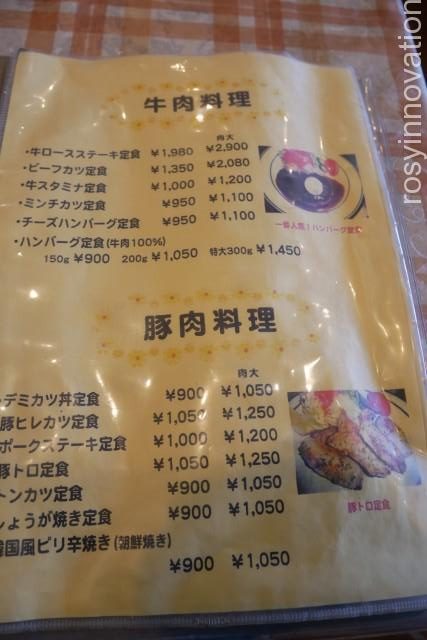 牛肉料理
肉大
・牛ロースステーキ定食 ¥1,980 ¥2,900
・ビーフカツ定食 ¥1,350 ¥2,080
・牛スタミナ定食 ¥1,000 ¥1,200
・ミンチカツ定食 ¥950 ¥1,100
・チーズハンバーグ定食 ¥950 ¥1,100
・ハンバーグ定食(牛肉100%)
150g ¥900 200g ¥1,050 特大300g ¥1,450
一番人気!ハンバーグ定食
豚肉料理
肉大
デミカツ丼定食 ¥900 ¥1,050
豚ヒレカツ定食 ¥1,050 ¥1,250
ポークステーキ定食 ¥1,000 ¥1,200
豚トロ定食 ¥1,050 ¥1,250
トンカツ定食 ¥900 ¥1,050
しょうが焼き定食 ¥900 ¥1,050
韓国風ピリ辛焼き(朝鮮焼き)
¥900 ¥1,050
豚トロ定食
rosyinnovation